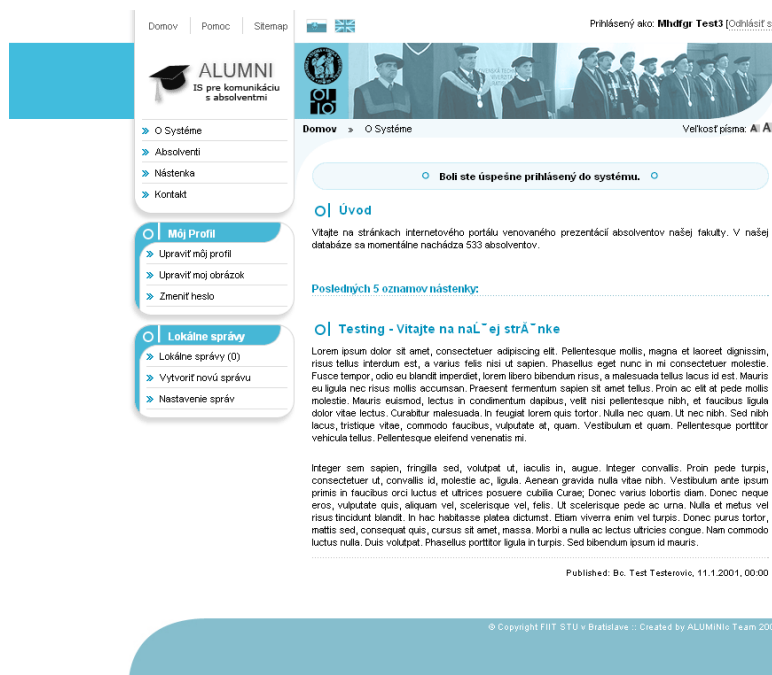 Domov Pomoc Sitemap
Prihlásený ako: Mhdfgr Test3 [Odhlásiť s
ALUMNI
IS pre komunikáciu
s absolventmi
Domov » O Systéme
Veľkosť písma: A A
O Systéme
Absolventi
Nástenka
Kontakt
Môj Profil
Upraviť môj profil
Upraviť moj obrázok
Zmeniť heslo
Lokálne správy
Lokálne správy (0)
Vytvoriť novú správu
Nastavenie správ
Boli ste úspešne prihlásený do systému.
Úvod
Vitajte na stránkach internetového portálu venovaného prezentácií absolventov našej fakulty. V našej
databáze sa momentálne nachádza 533 absolventov.
Posledných 5 oznamov nástenky:
Testing - Vitajte na naĹˇej strĂˇnke
Lorem ipsum dolor sit amet, consectetuer adipiscing elit. Pellentesque mollis, magna et laoreet dignissim,
risus tellus interdum est, a varius felis nisi ut sapien. Phasellus eget nunc in mi consectetuer molestie.
Fusce tempor, odio eu blandit imperdiet, lorem libero bibendum risus, a malesuada tellus lacus id est. Mauris
eu ligula nec risus mollis accumsan. Praesent fermentum sapien sit amet tellus. Proin ac elit at pede mollis
molestie. Mauris euismod, lectus in condimentum dapibus, velit nisi pellentesque nibh, et faucibus ligula
dolor vitae lectus. Curabitur malesuada. In feugiat lorem quis tortor. Nulla nec quam. Ut nec nibh. Sed nibh
lacus, tristique vitae, commodo faucibus, vulputate at, quam. Vestibulum et quam. Pellentesque porttitor
vehicula tellus. Pellentesque eleifend venenatis mi.
Integer sem sapien, fringilla sed, volutpat ut, iaculis in, augue. Integer convallis. Proin pede turpis,
consectetuer ut, convallis id, molestie ac, ligula. Aenean gravida nulla vitae nibh. Vestibulum ante ipsum
primis in faucibus orci luctus et ultrices posuere cubilia Curae; Donec varius lobortis diam. Donec neque
eros, vulputate quis, aliquam vel, scelerisque vel, felis. Ut scelerisque pede ac urna. Nulla et metus vel
risus tincidunt blandit. In hac habitasse platea dictumst. Etiam viverra enim vel turpis. Donec purus tortor,
mattis sed, consequat quis, cursus sit amet, massa. Morbi a nulla ac lectus ultricies congue. Nam commodo
luctus nulla. Duis volutpat. Phasellus porttitor ligula in turpis. Sed bibendum ipsum id mauris.
Published: Bc. Test Testerovic, 11.1.2001, 00:00
© Copyright FIIT STU v Bratislave :: Created by ALUMiNIo Team 200